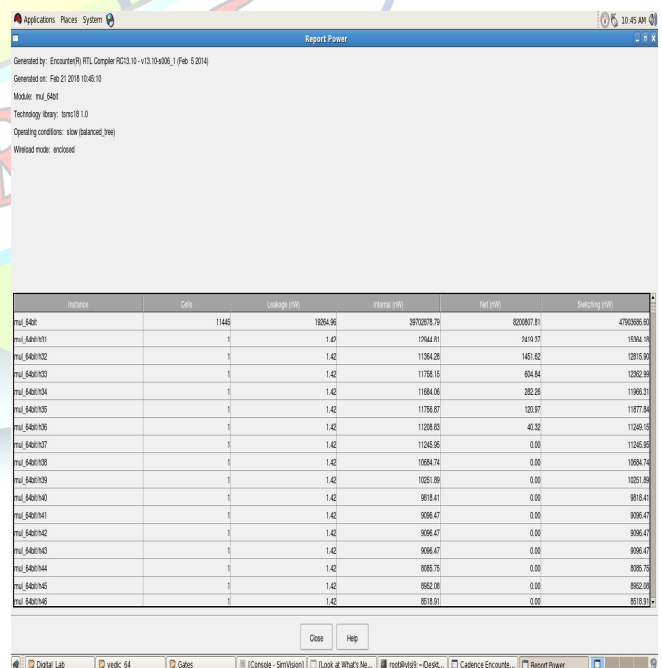 Applications Places System 10:45 AM
Report Power
Generated by: Encounter(R) RTL Compiler RC13.10 - v13.10-s006_1 (Feb 5 2014)
Generated on: Feb 21 2018 10:45:10
Module: mul_64bit
Technology library: tsmc18 1.0
Operating conditions: slow (balanced_tree)
Wireload mode: enclosed
Instance Cells Leakage (nW) Internal (nW) Net (nW) Switching (nW)
mul_64bit 11445 19264.96 39702878.79 8200807.81 47903686.60
mul_64bit/h31 1 1.42 12944.81 2419.37 15364.18
mul_64bit/h32 1 1.42 11364.28 1451.62 12815.90
mul_64bit/h33 1 1.42 11758.15 604.84 12362.99
mul_64bit/h34 1 1.42 11684.06 282.26 11966.31
mul_64bit/h35 1 1.42 11756.87 120.97 11877.84
mul_64bit/h36 1 1.42 11208.83 40.32 11249.15
mul_64bit/h37 1 1.42 11245.95 0.00 11245.95
mul_64bit/h38 1 1.42 10684.74 0.00 10684.74
mul_64bit/h39 1 1.42 10251.89 0.00 10251.89
mul_64bit/h40 1 1.42 9818.41 0.00 9818.41
mul_64bit/h41 1 1.42 9096.47 0.00 9096.47
mul_64bit/h42 1 1.42 9096.47 0.00 9096.47
mul_64bit/h43 1 1.42 9096.47 0.00 9096.47
mul_64bit/h44 1 1.42 8085.75 0.00 8085.75
mul_64bit/h45 1 1.42 8952.08 0.00 8952.08
mul_64bit/h46 1 1.42 8518.91 0.00 8518.91
Close Help
Digital_Lab vedic_64 Gates [Console - SimVision] [Look at What's Ne... root@vlsi9:~/Deskt... Cadence Encounte... Report Power